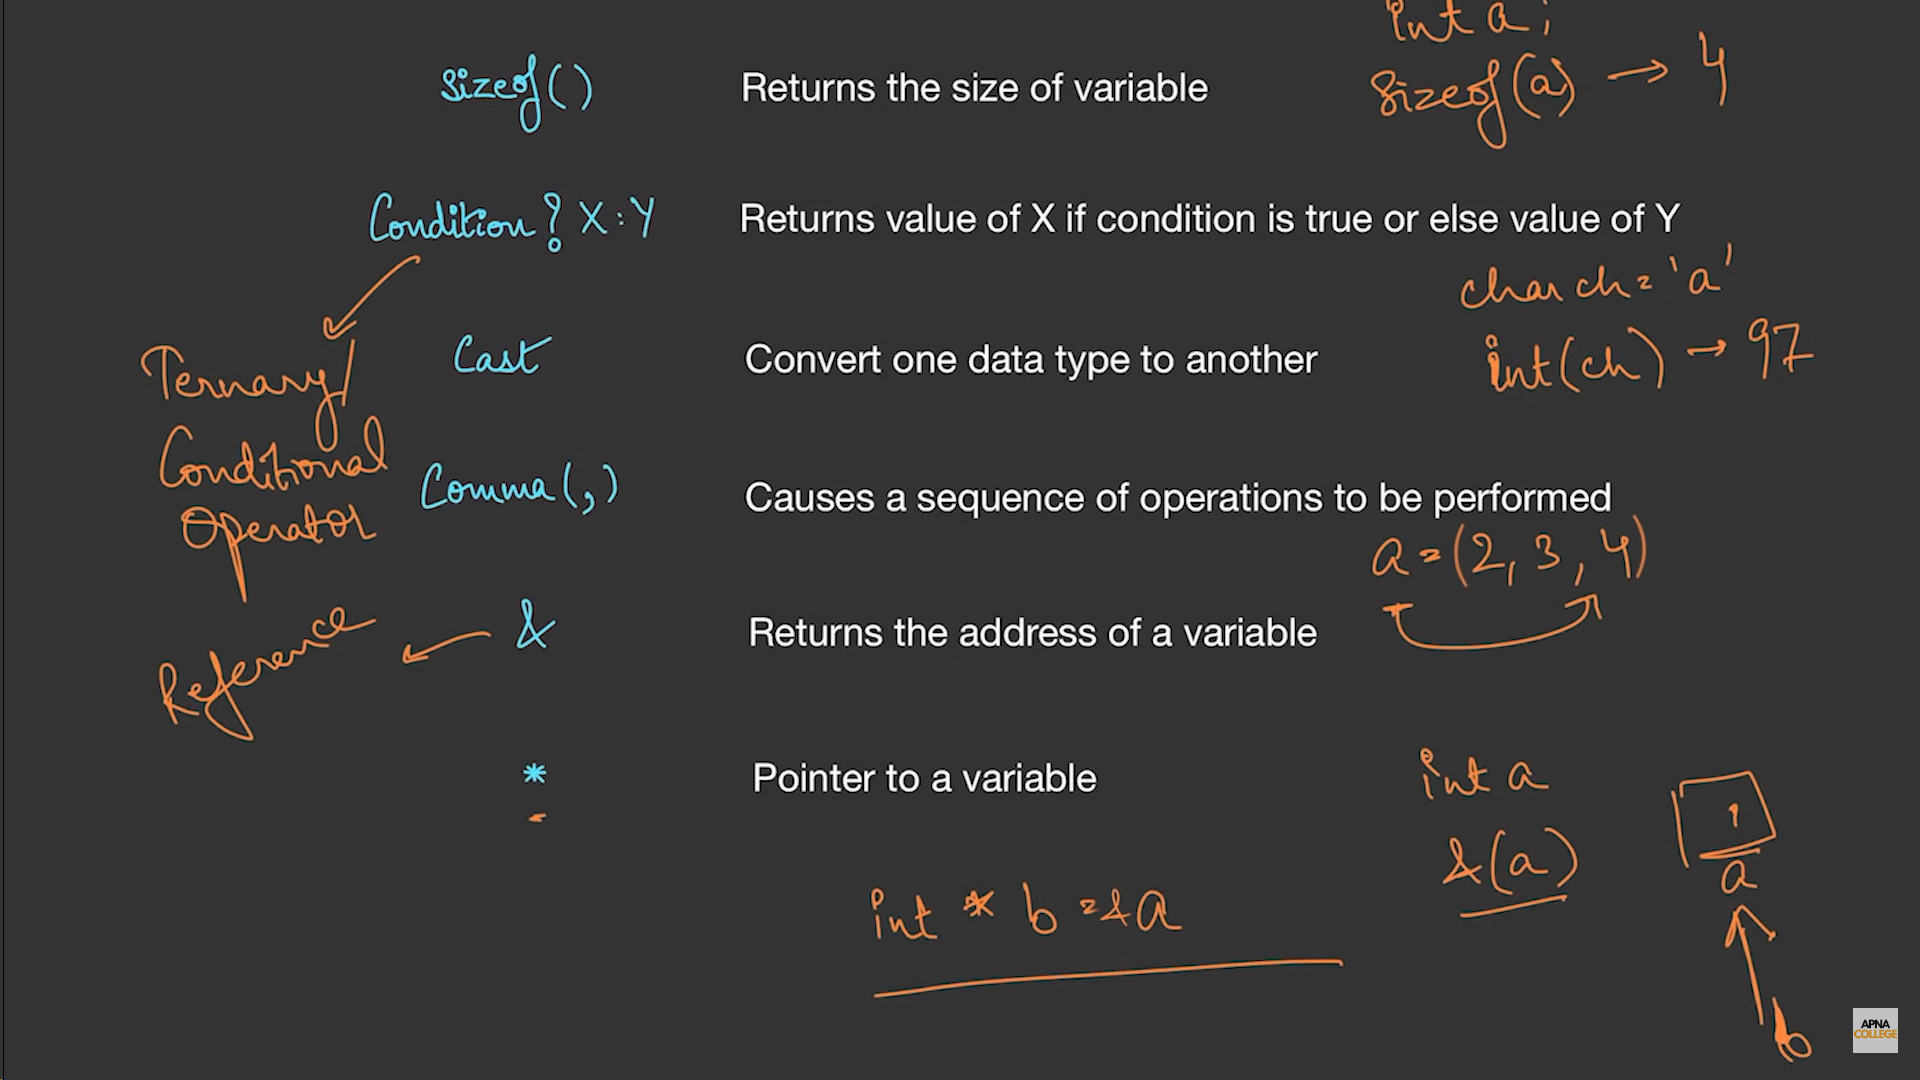 int a;
Sizeof() Returns the size of variable Sizeof(a) → 4
Condition? X:Y Returns value of X if condition is true or else value of Y
char ch = 'a'
Cast Convert one data type to another int(ch) → 97
Ternary/
Conditional
Operator
Comma(,) Causes a sequence of operations to be performed
a = (2, 3, 4)
& Returns the address of a variable
Reference
* Pointer to a variable
int a
&(a)
1
a
int * b = &a
b
APNA
COLLEGE